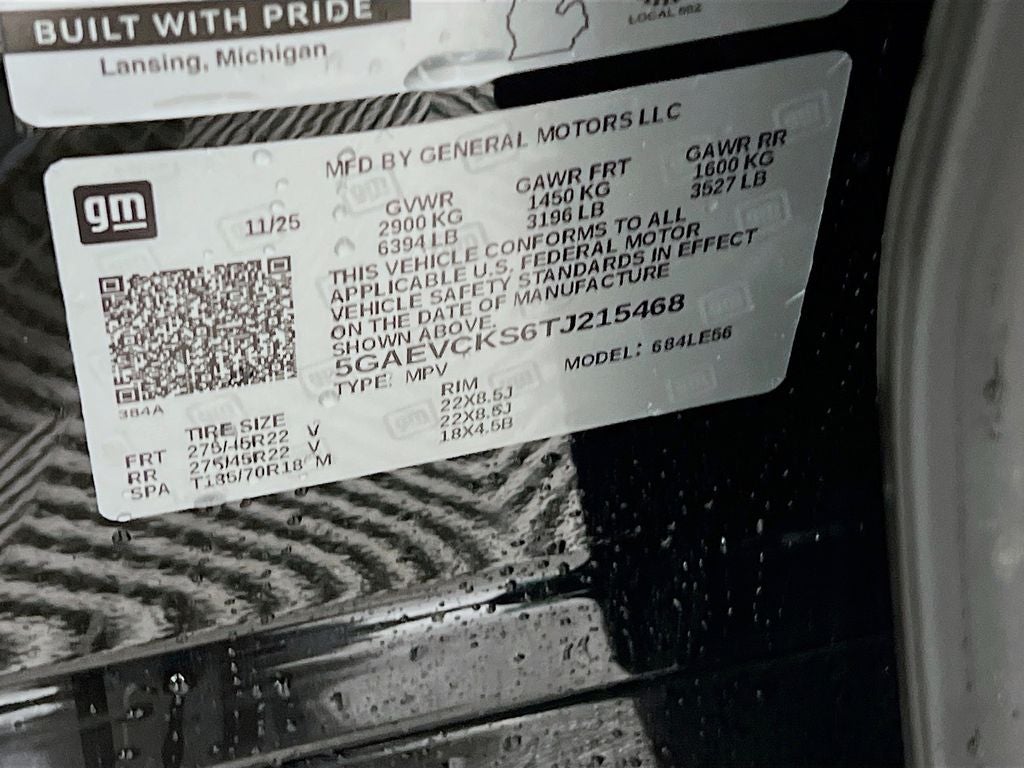 BUILT WITH PRIDE
Lansing, Michigan
LOCAL 602
MFD BY GENERAL MOTORS LLC
gm
11/25
GVWR GAWR FRT GAWR RR
2900 KG 1450 KG 1600 KG
6394 LB 3196 LB 3527 LB
THIS VEHICLE CONFORMS TO ALL
APPLICABLE U.S. FEDERAL MOTOR
VEHICLE SAFETY STANDARDS IN EFFECT
ON THE DATE OF MANUFACTURE
SHOWN ABOVE.
5GAEVCKS6TJ215468
TYPE: MPV MODEL: 684LE56
384A
TIRE SIZE RIM
FRT 275/45R22 V 22X8.5J
RR 275/45R22 V 22X8.5J
SPA T135/70R18 M 18X4.5B